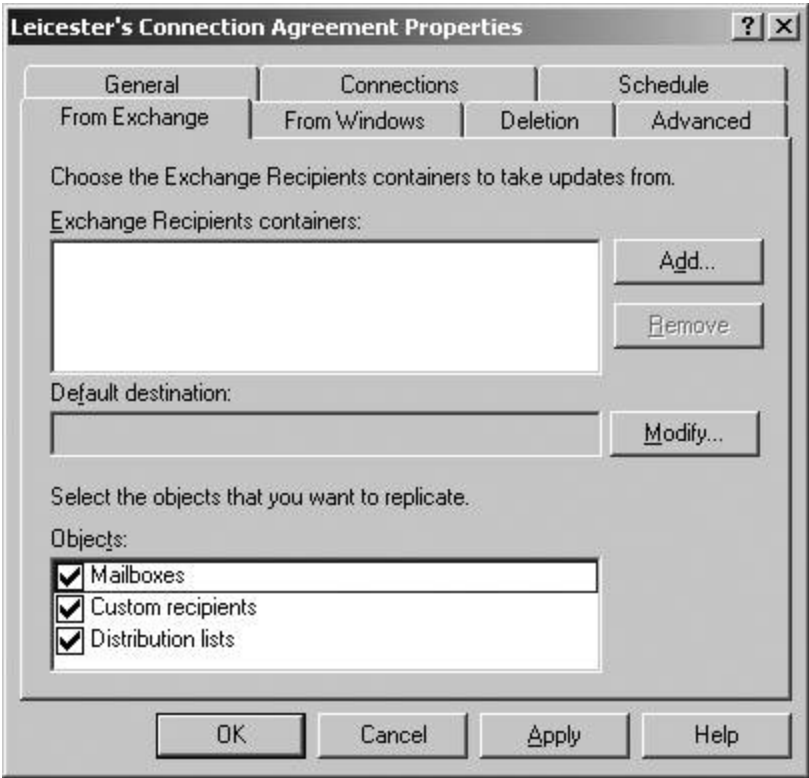 Leicester's Connection Agreement Properties
General Connections Schedule
From Exchange From Windows Deletion Advanced
Choose the Exchange Recipients containers to take updates from.
Exchange Recipients containers:
Add...
Remove
Default destination:
Modify...
Select the objects that you want to replicate.
Objects:
Mailboxes
Custom recipients
Distribution lists
OK Cancel Apply Help